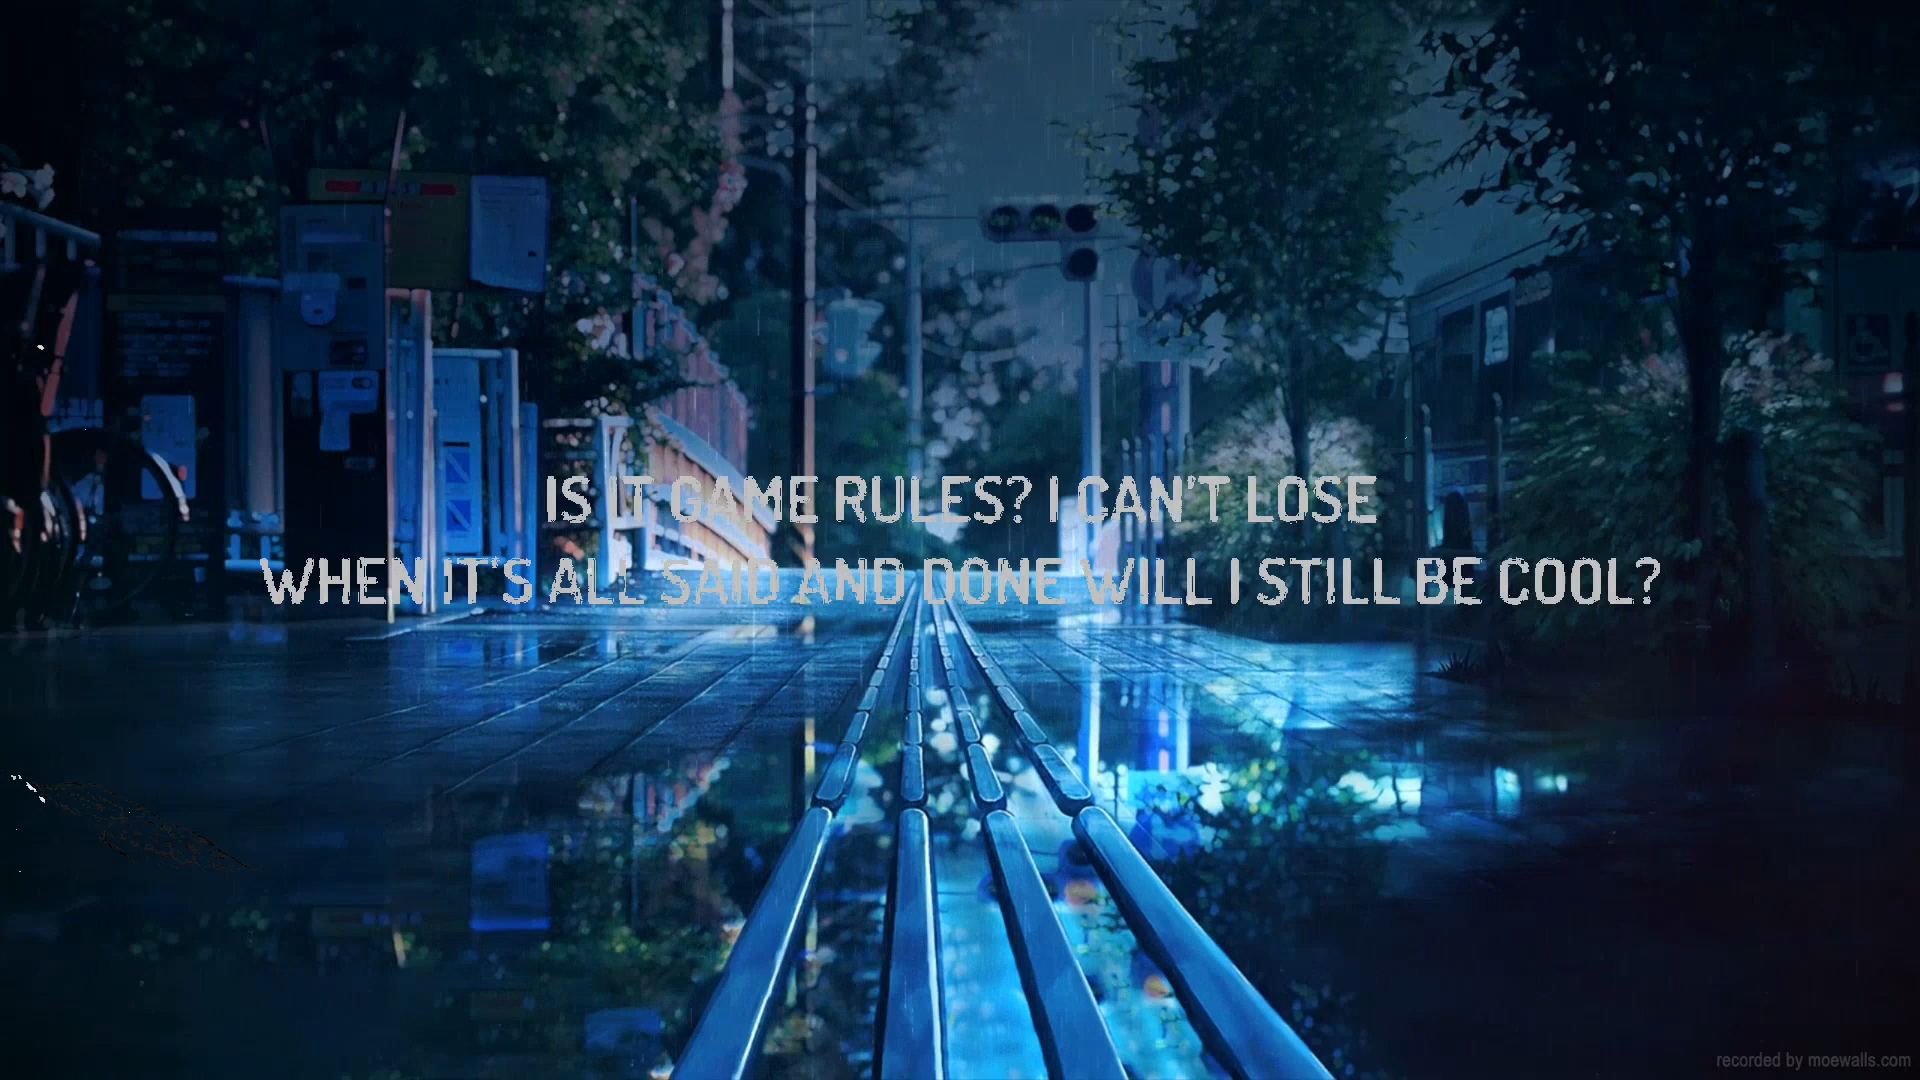 IS IT GAME RULES? I CAN'T LOSE
WHEN IT'S ALL SAID AND DONE WILL I STILL BE COOL?
recorded by moewalls.com